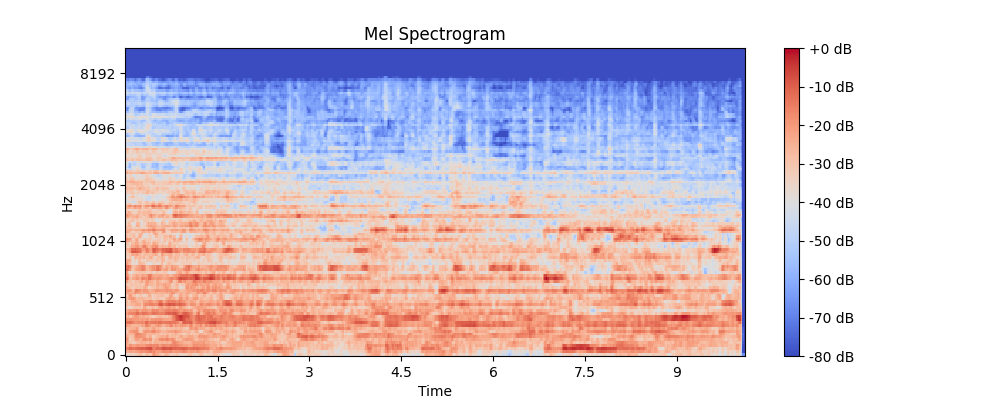 Mel Spectrogram
8192
4096
2048
1024
512
0
Hz
0 1.5 3 4.5 6 7.5 9
Time
+0 dB
-10 dB
-20 dB
-30 dB
-40 dB
-50 dB
-60 dB
-70 dB
-80 dB